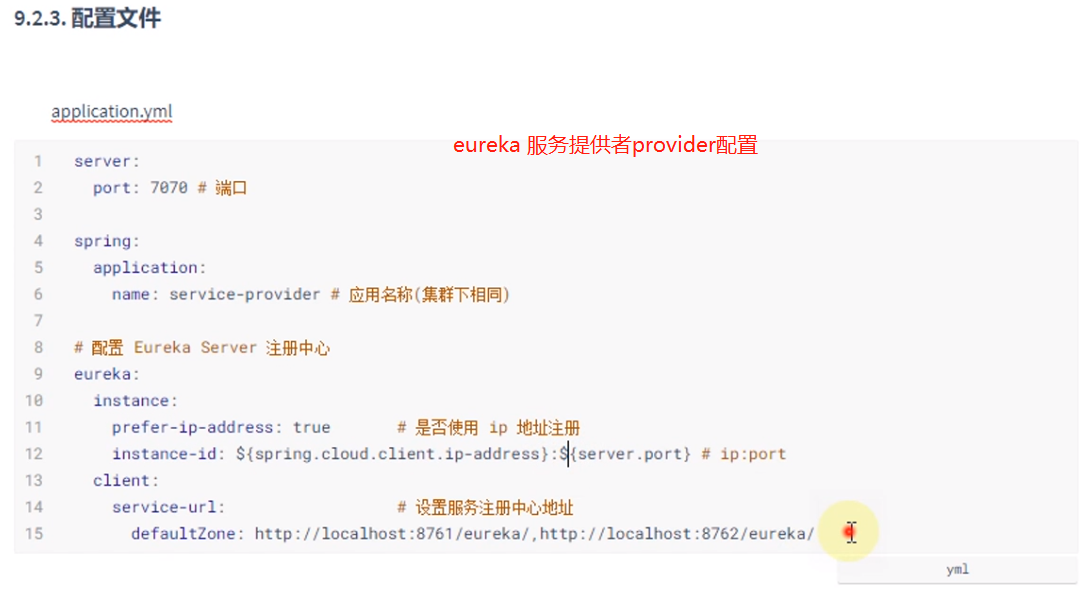 9.2.3. 配置文件
application.yml
eureka 服务提供者provider配置
1 server:
2   port: 7070 # 端口
3
4 spring:
5   application:
6     name: service-provider # 应用名称(集群下相同)
7
8 # 配置 Eureka Server 注册中心
9 eureka:
10   instance:
11     prefer-ip-address: true       # 是否使用 ip 地址注册
12     instance-id: ${spring.cloud.client.ip-address}:${server.port} # ip:port
13   client:
14     service-url:                  # 设置服务注册中心地址
15       defaultZone: http://localhost:8761/eureka/,http://localhost:8762/eureka/
yml